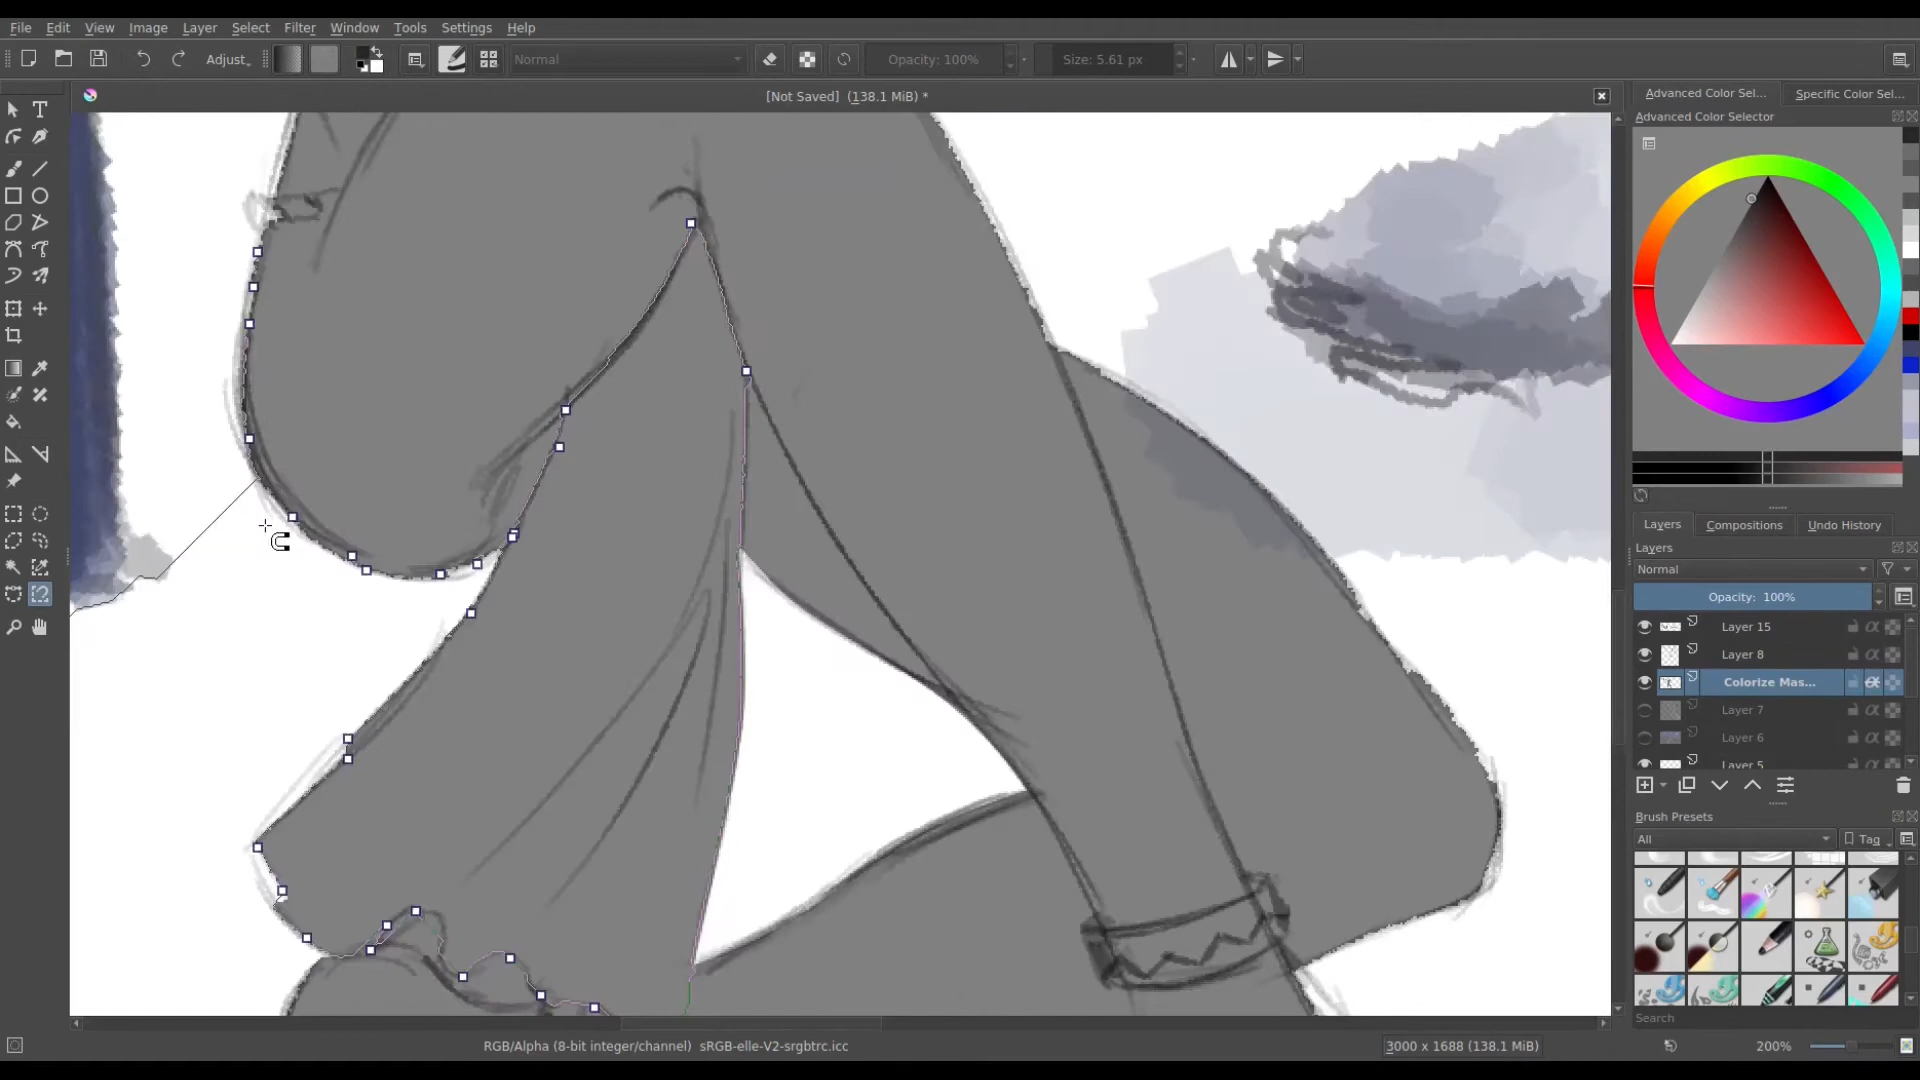 File Edit View Image Layer Select Filter Tools Settings Help
Adjust
Normal
Opacity: 100%
Size: 5.61 px
[Not Saved] (138.1 MiB) *
Advanced Color Sel...
Specific Color Sel...
Advanced Color Selector
Layers
Compositions
Undo History
Layers
Normal
Opacity: 100%
Layer 15
Layer 8
Colorize Mas...
Layer 7
Layer 6
Layer 5
Brush Presets
All
Tag
Search
RGB/Alpha (8-bit integer/channel) sRGB-elle-V2-srgbtrc.icc
3000 x 1688 (138.1 MiB)
200%